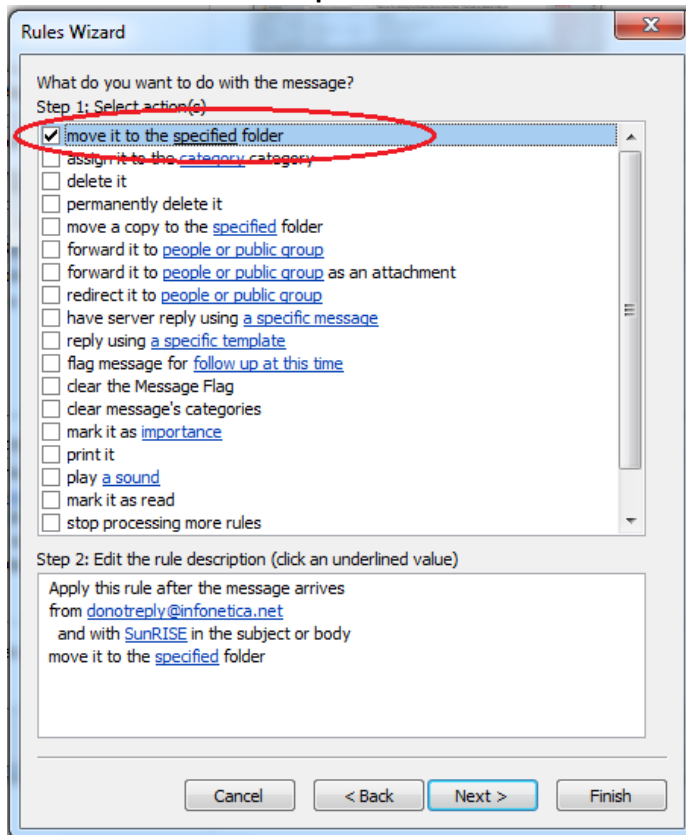 Rules Wizard
What do you want to do with the message?
Step 1: Select action(s)
move it to the specified folder
assign it to the category category
delete it
permanently delete it
move a copy to the specified folder
forward it to people or public group
forward it to people or public group as an attachment
redirect it to people or public group
have server reply using a specific message
reply using a specific template
flag message for follow up at this time
clear the Message Flag
clear message's categories
mark it as importance
print it
play a sound
mark it as read
stop processing more rules
Step 2: Edit the rule description (click an underlined value)
Apply this rule after the message arrives
from donotreply@infonetica.net
and with SunRISE in the subject or body
move it to the specified folder
Cancel < Back Next > Finish